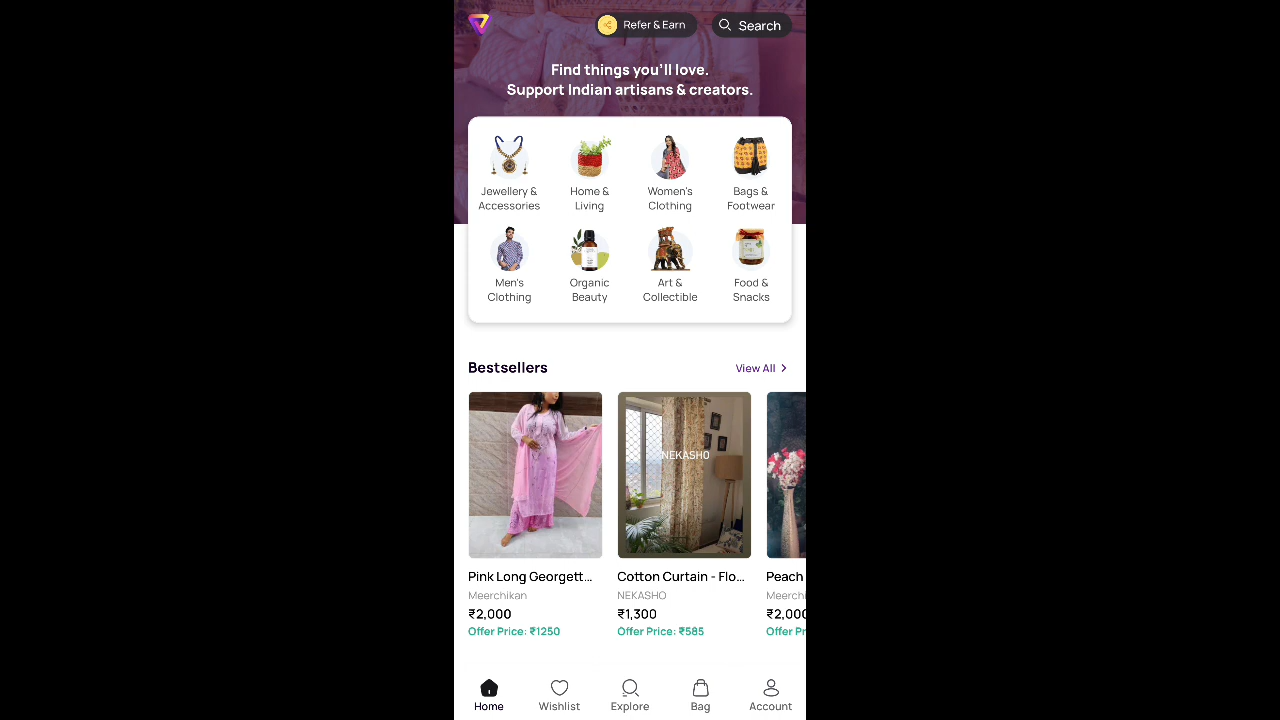 Refer & Earn
Search
Find things you'll love.
Support Indian artisans & creators.
Jewellery &
Accessories
Home &
Living
Women's
Clothing
Bags &
Footwear
Men's
Clothing
Organic
Beauty
Art &
Collectible
Food &
Snacks
Bestsellers
View All
NEKASHO
Pink Long Georgett...
Meerchikan
₹2,000
Offer Price: ₹1250
Cotton Curtain - Flo...
NEKASHO
₹1,300
Offer Price: ₹585
Peach
Meerchi
₹2,000
Offer Pr
Home
Wishlist
Explore
Bag
Account